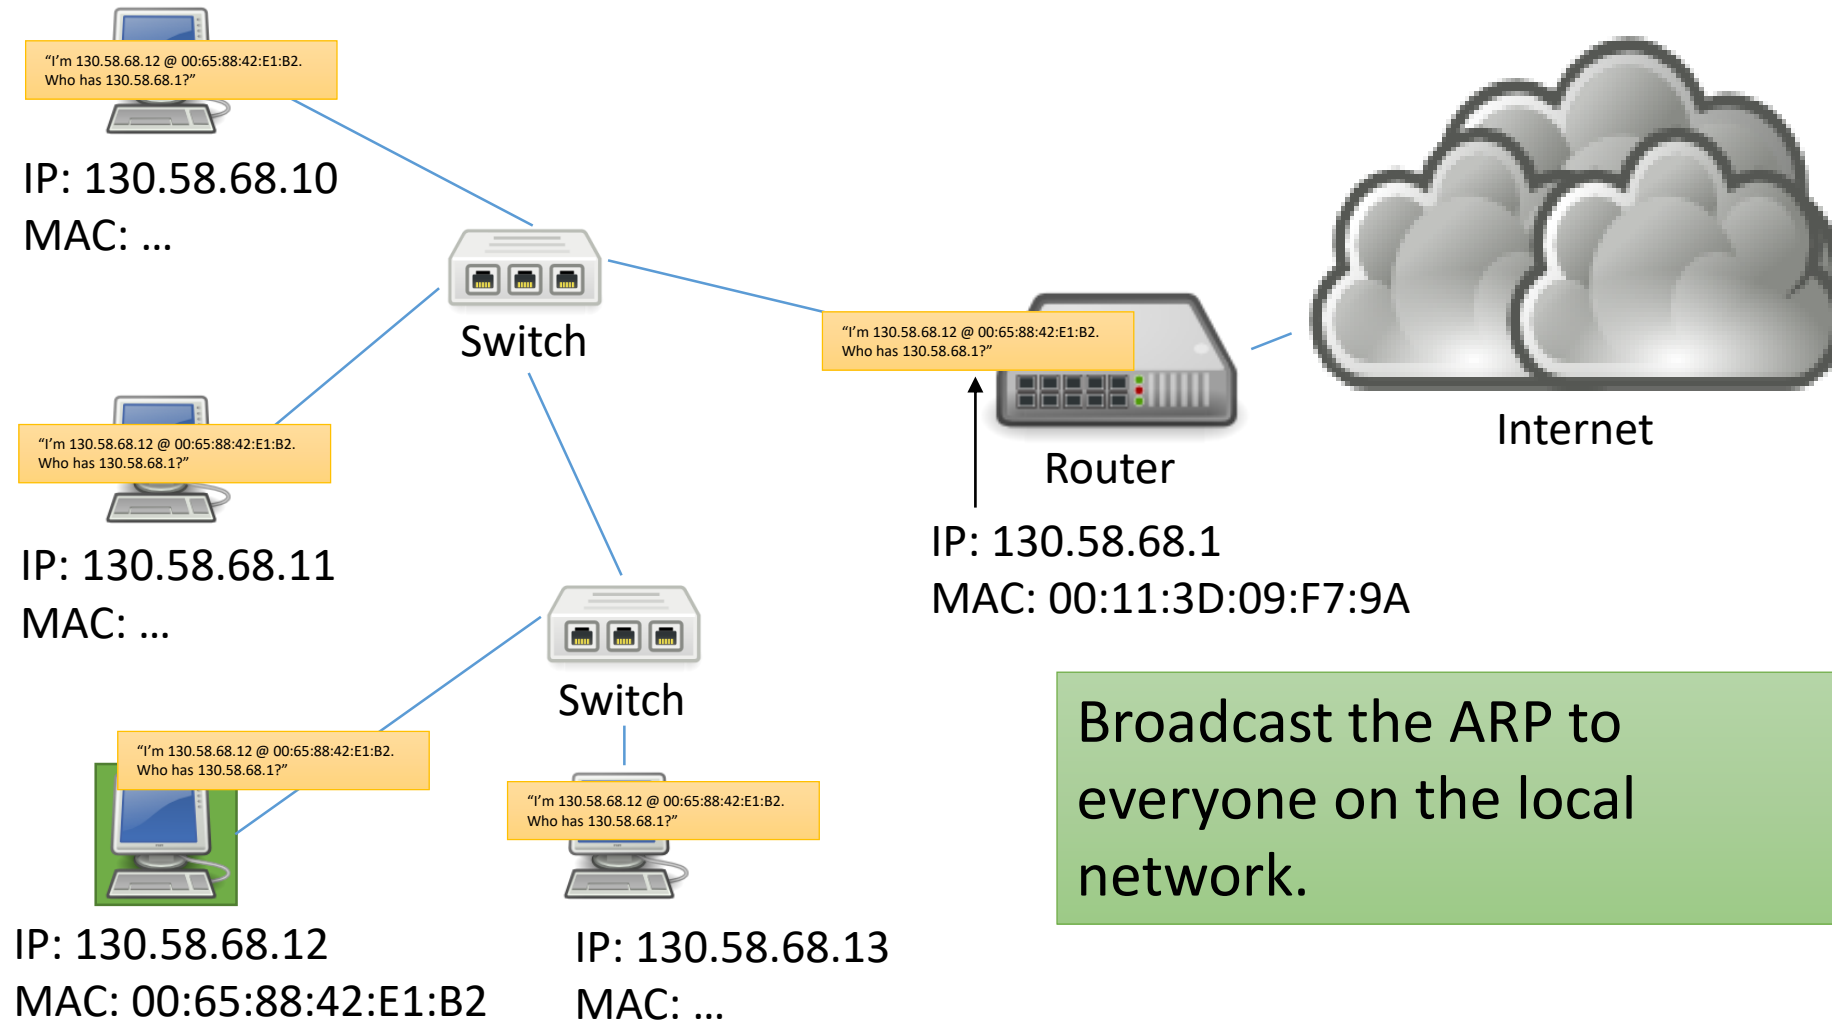 “I’m 130.58.68.12 @ 00:65:88:42:E1:B2.
Who has 130.58.68.1?”
IP: 130.58.68.10
MAC: …
Switch
“I’m 130.58.68.12 @ 00:65:88:42:E1:B2.
Who has 130.58.68.1?”
Internet
Router
“I’m 130.58.68.12 @ 00:65:88:42:E1:B2.
Who has 130.58.68.1?”
IP: 130.58.68.11
MAC: …
IP: 130.58.68.1
MAC: 00:11:3D:09:F7:9A
Switch
“I’m 130.58.68.12 @ 00:65:88:42:E1:B2.
Who has 130.58.68.1?”
IP: 130.58.68.12
MAC: 00:65:88:42:E1:B2
“I’m 130.58.68.12 @ 00:65:88:42:E1:B2.
Who has 130.58.68.1?”
IP: 130.58.68.13
MAC: …
Broadcast the ARP to
everyone on the local
network.